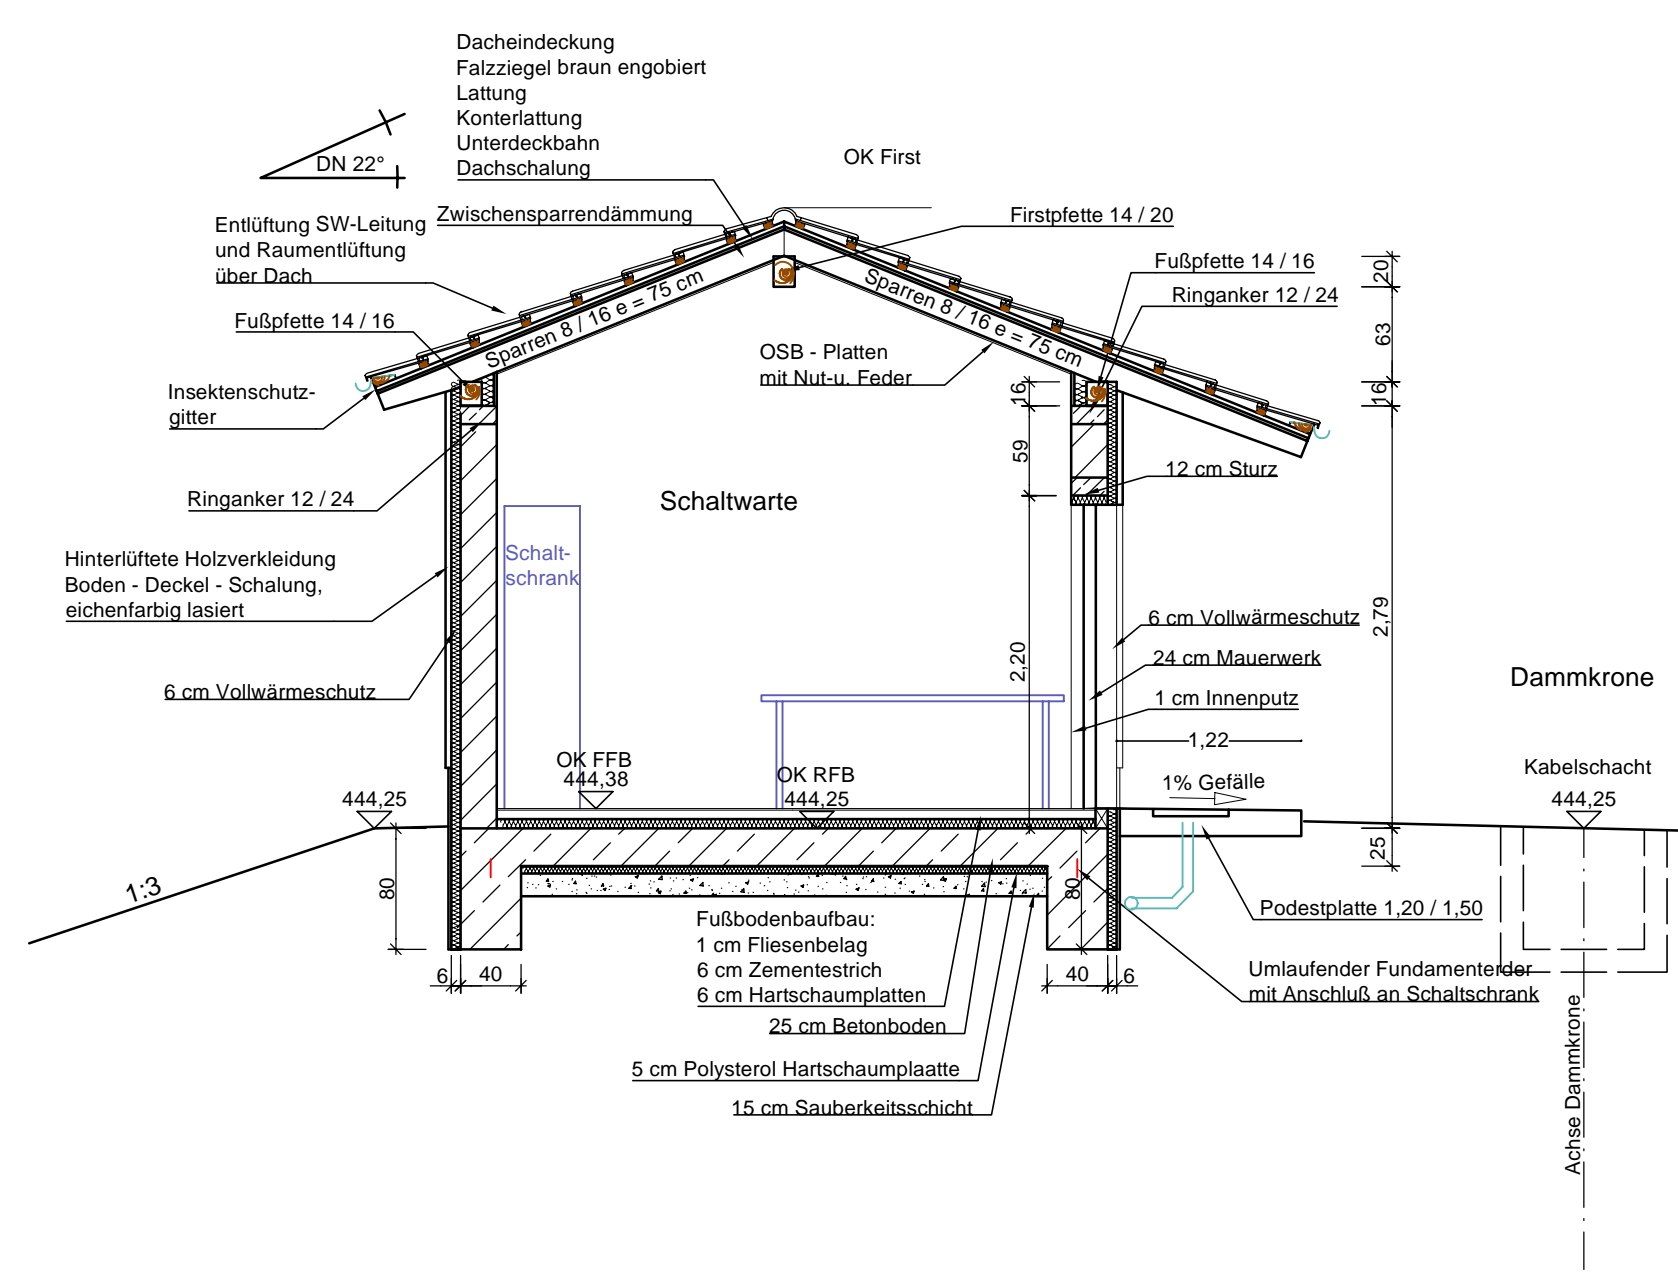 Dacheindeckung
Falzziegel braun engobiert
Lattung
Konterlattung
Unterdeckbahn
Dachschalung
OK First
DN 22°
Zwischensparrendämmung
Firstpfette 14 / 20
Entlüftung SW-Leitung
und Raumentlüftung
über Dach
Fußpfette 14 / 16
Ringanker 12 / 24
Fußpfette 14 / 16
Sparren 8 / 16 e = 75 cm
Sparren 8 / 16 e = 75 cm
20
63
16
OSB - Platten
mit Nut-u. Feder
Insektenschutz-
gitter
16
59
12 cm Sturz
Ringanker 12 / 24
Schaltwarte
Schalt-
schrank
Hinterlüftete Holzverkleidung
Boden - Deckel - Schalung,
eichenfarbig lasiert
2,79
6 cm Vollwärmeschutz
2,20
24 cm Mauerwerk
6 cm Vollwärmeschutz
1 cm Innenputz
Dammkrone
1,22
OK FFB
444,38
OK RFB
444,25
1% Gefälle
Kabelschacht
444,25
444,25
25
1:3
80
80
Podestplatte 1,20 / 1,50
Fußbodenbaufbau:
1 cm Fliesenbelag
6 cm Zementestrich
6 cm Hartschaumplatten
6
40
40
6
Umlaufender Fundamenterder
mit Anschluß an Schaltschrank
25 cm Betonboden
5 cm Polysterol Hartschaumplaatte
15 cm Sauberkeitsschicht
Achse Dammkrone